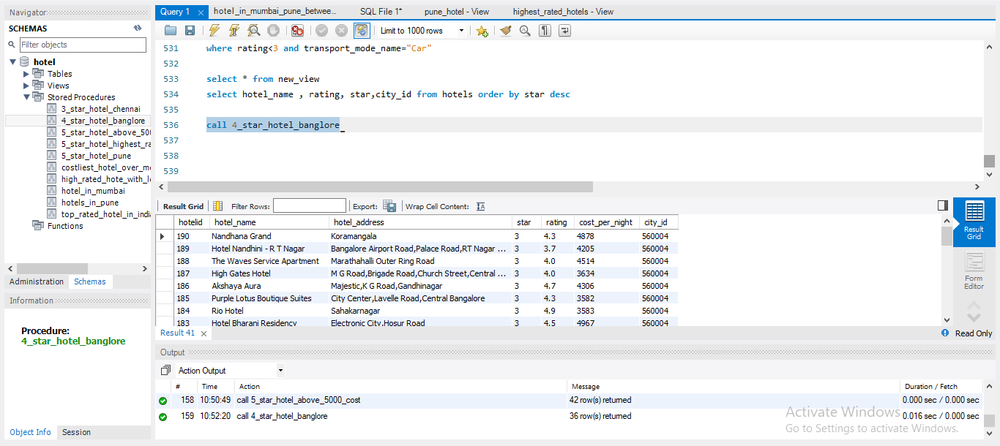 Navigator
SCHEMAS
Filter objects
hotel
Tables
Views
Stored Procedures
3_star_hotel_chennai
4_star_hotel_banglore
5_star_hotel_above_50
5_star_hotel_highest_ra
5_star_hotel_pune
costliest_hotel_over_m
high_rated_hote_with_l
hotel_in_mumbai
hotels_in_pune
top_rated_hotel_in_indi
Functions
Administration Schemas
Information
Procedure:
4_star_hotel_banglore
Object Info Session
Query 1 hotel_in_mumbai_pune_betwee... SQL File 1* pune_hotel - View highest_rated_hotels - View
Limit to 1000 rows
531 where rating<3 and transport_mode_name="Car"
532
533 select * from new_view
534 select hotel_name , rating, star,city_id from hotels order by star desc
535
536 call 4_star_hotel_banglore
537
538
539
Result Grid Filter Rows: Export: Wrap Cell Content:
hotelid hotel_name hotel_address star rating cost_per_night city_id
190 Nandhana Grand Koramangala 3 4.3 4878 560004
189 Hotel Nandhini - R T Nagar Bangalore Airport Road,Palace Road,RT Nagar ... 3 3.7 4205 560004
188 The Waves Service Apartment Marathahalli Outer Ring Road 3 4.0 4514 560004
187 High Gates Hotel M G Road,Brigade Road,Church Street,Central ... 3 4.0 3634 560004
186 Akshaya Aura Majestic,K G Road,Gandhinagar 3 4.7 4306 560004
185 Purple Lotus Boutique Suites City Center,Lavelle Road,Central Bangalore 3 4.3 3582 560004
184 Rio Hotel Sahakarnagar 3 4.9 3583 560004
183 Hotel Bharani Residency Electronic City,Hosur Road 3 4.5 4967 560004
Result Grid
Form Editor
Result 41
Read Only
Output
Action Output
# Time Action Message Duration / Fetch
158 10:50:49 call 5_star_hotel_above_5000_cost 42 row(s) returned 0.000 sec / 0.000 sec
159 10:52:20 call 4_star_hotel_banglore 36 row(s) returned 0.016 sec / 0.000 sec
Activate Windows
Go to Settings to activate Windows.